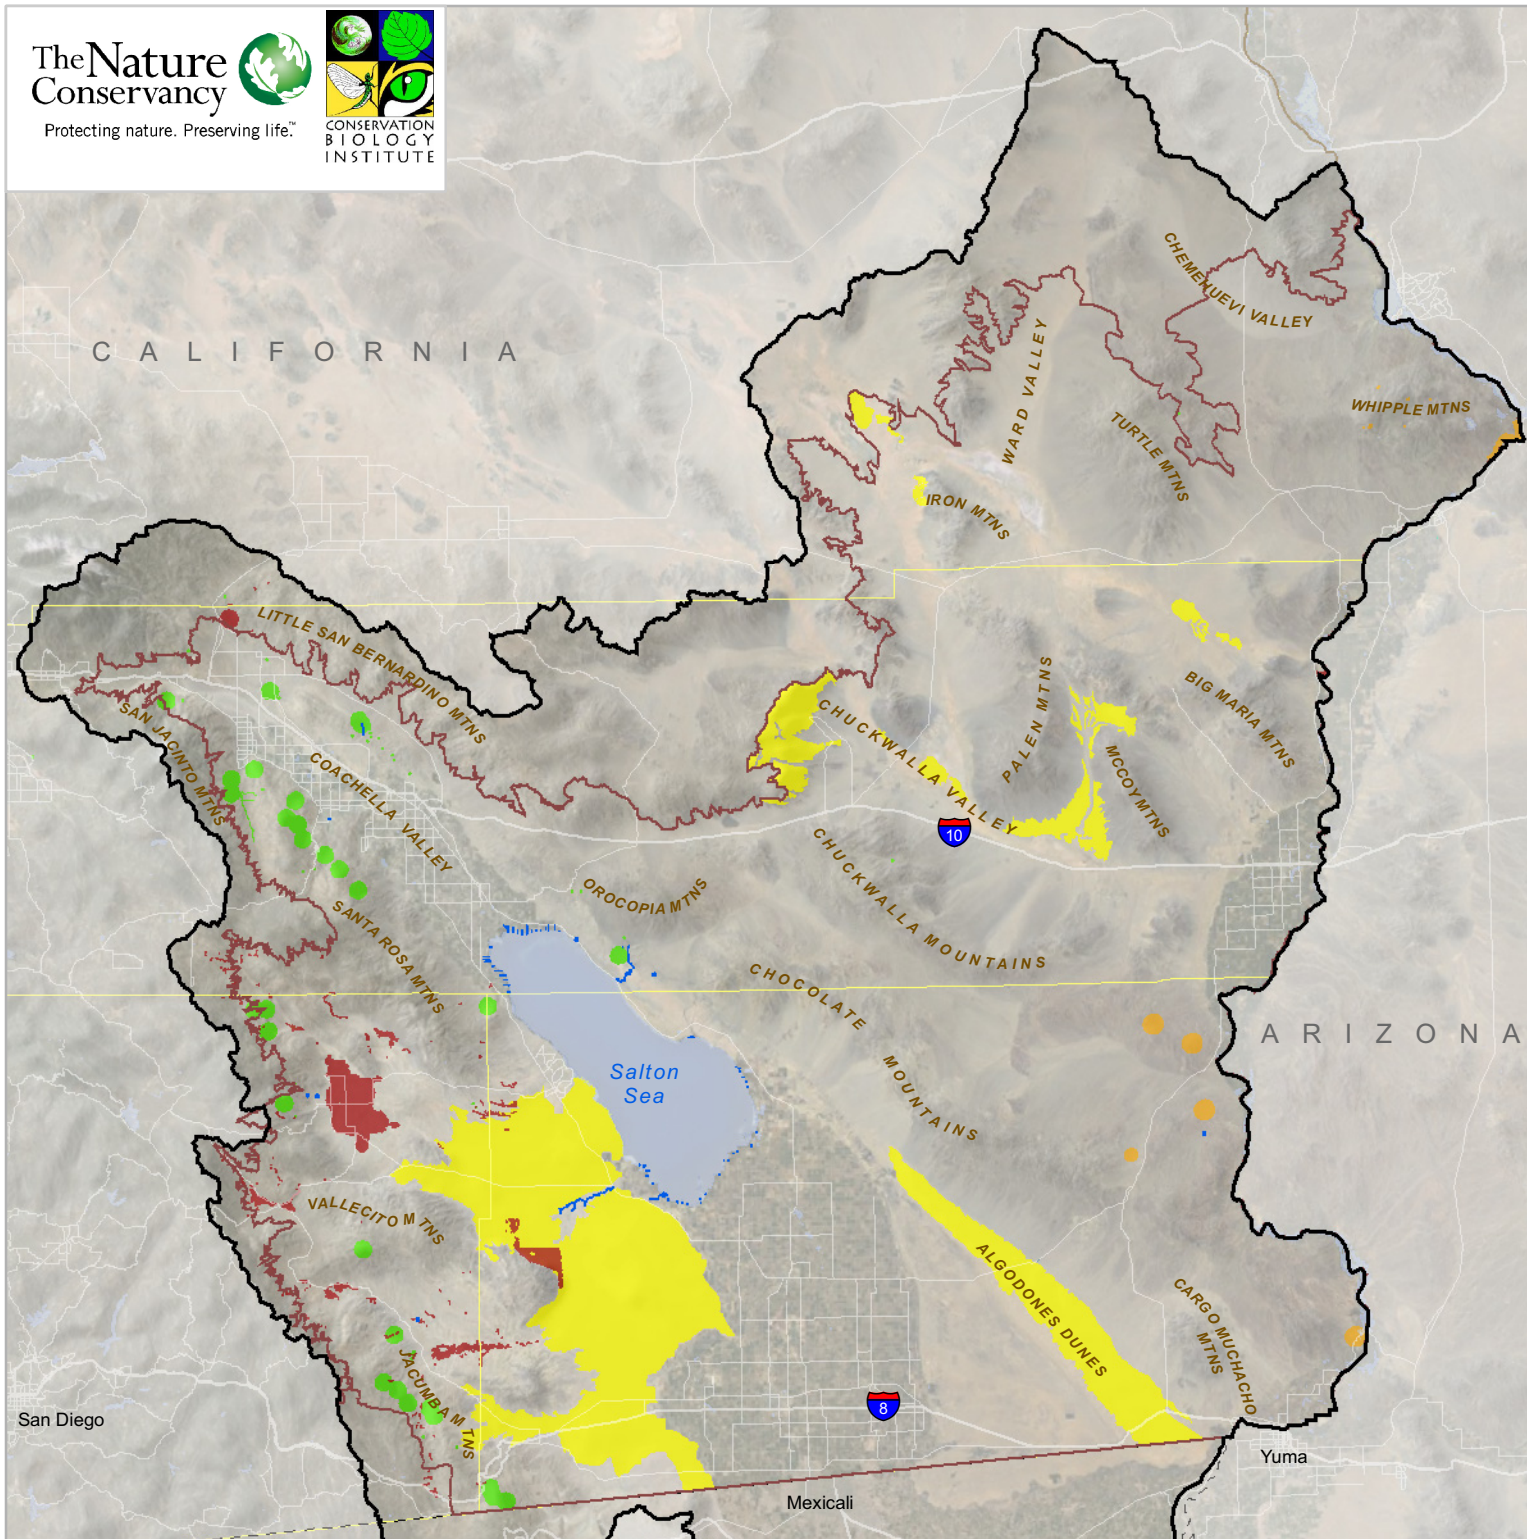 The Nature
Conservancy
Protecting nature. Preserving life.™
CONSERVATION
BIOLOGY
INSTITUTE
CALIFORNIA
CHEMEHUEVI VALLEY
WARD VALLEY
WHIPPLE MTNS
TURTLE MTNS
IRON MTNS
LITTLE SAN BERNARDINO MTNS
SAN JACINTO MTNS
COACHELLA VALLEY
PALEN MTNS
BIG MARIA MTNS
CHUCKWALLA VALLEY
MCCOY MTNS
10
CHUCKWALLA MOUNTAINS
OROCOPIA MTNS
SANTA ROSA MTNS
CHOCOLATE
MOUNTAINS
ARIZONA
Salton
Sea
VALLECITO MTNS
ALGODONES DUNES
CARGO MUCHACHO
MTNS
JACUMBA MTNS
8
San Diego
Yuma
Mexicali